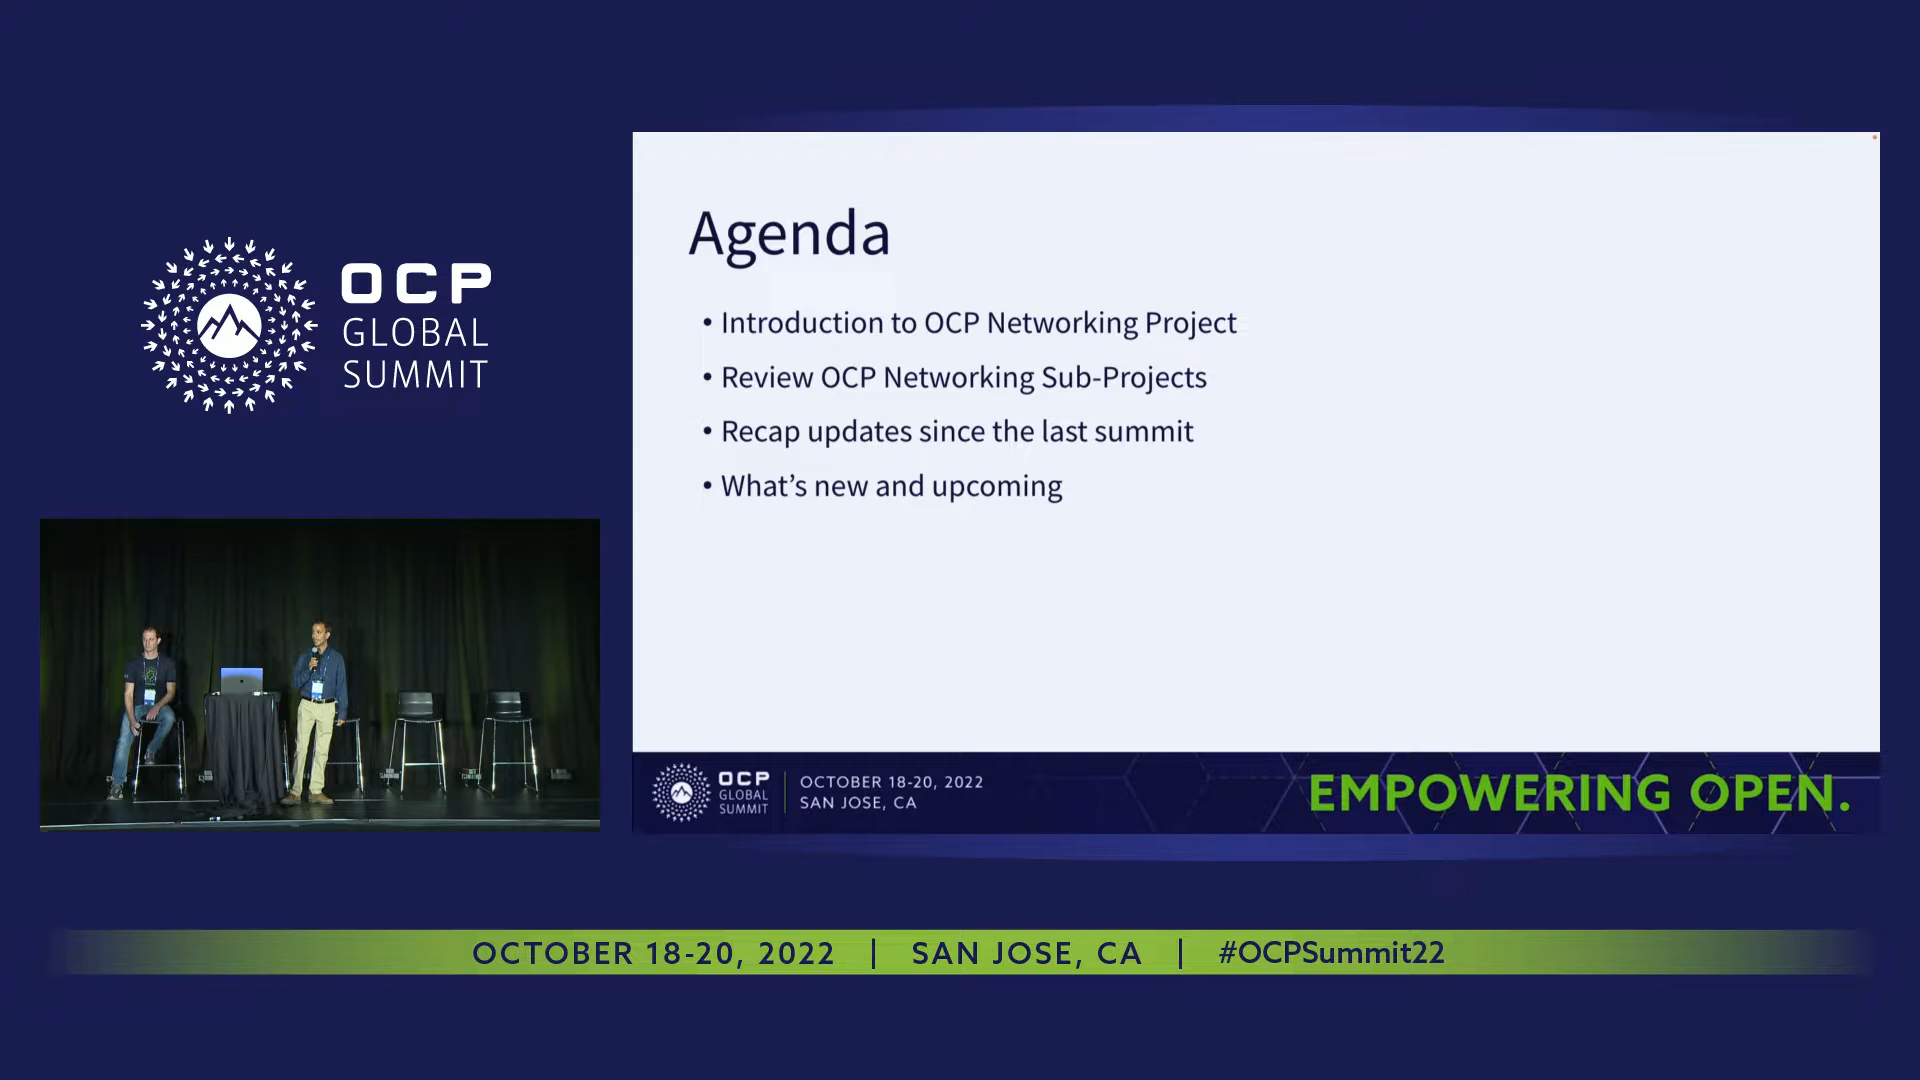 OCP
GLOBAL
SUMMIT
Agenda
• Introduction to OCP Networking Project
• Review OCP Networking Sub-Projects
• Recap updates since the last summit
• What’s new and upcoming
OCP
GLOBAL
SUMMIT
OCTOBER 18-20, 2022
SAN JOSE, CA
EMPOWERING OPEN.
OCTOBER 18-20, 2022 | SAN JOSE, CA | #OCPSummit22